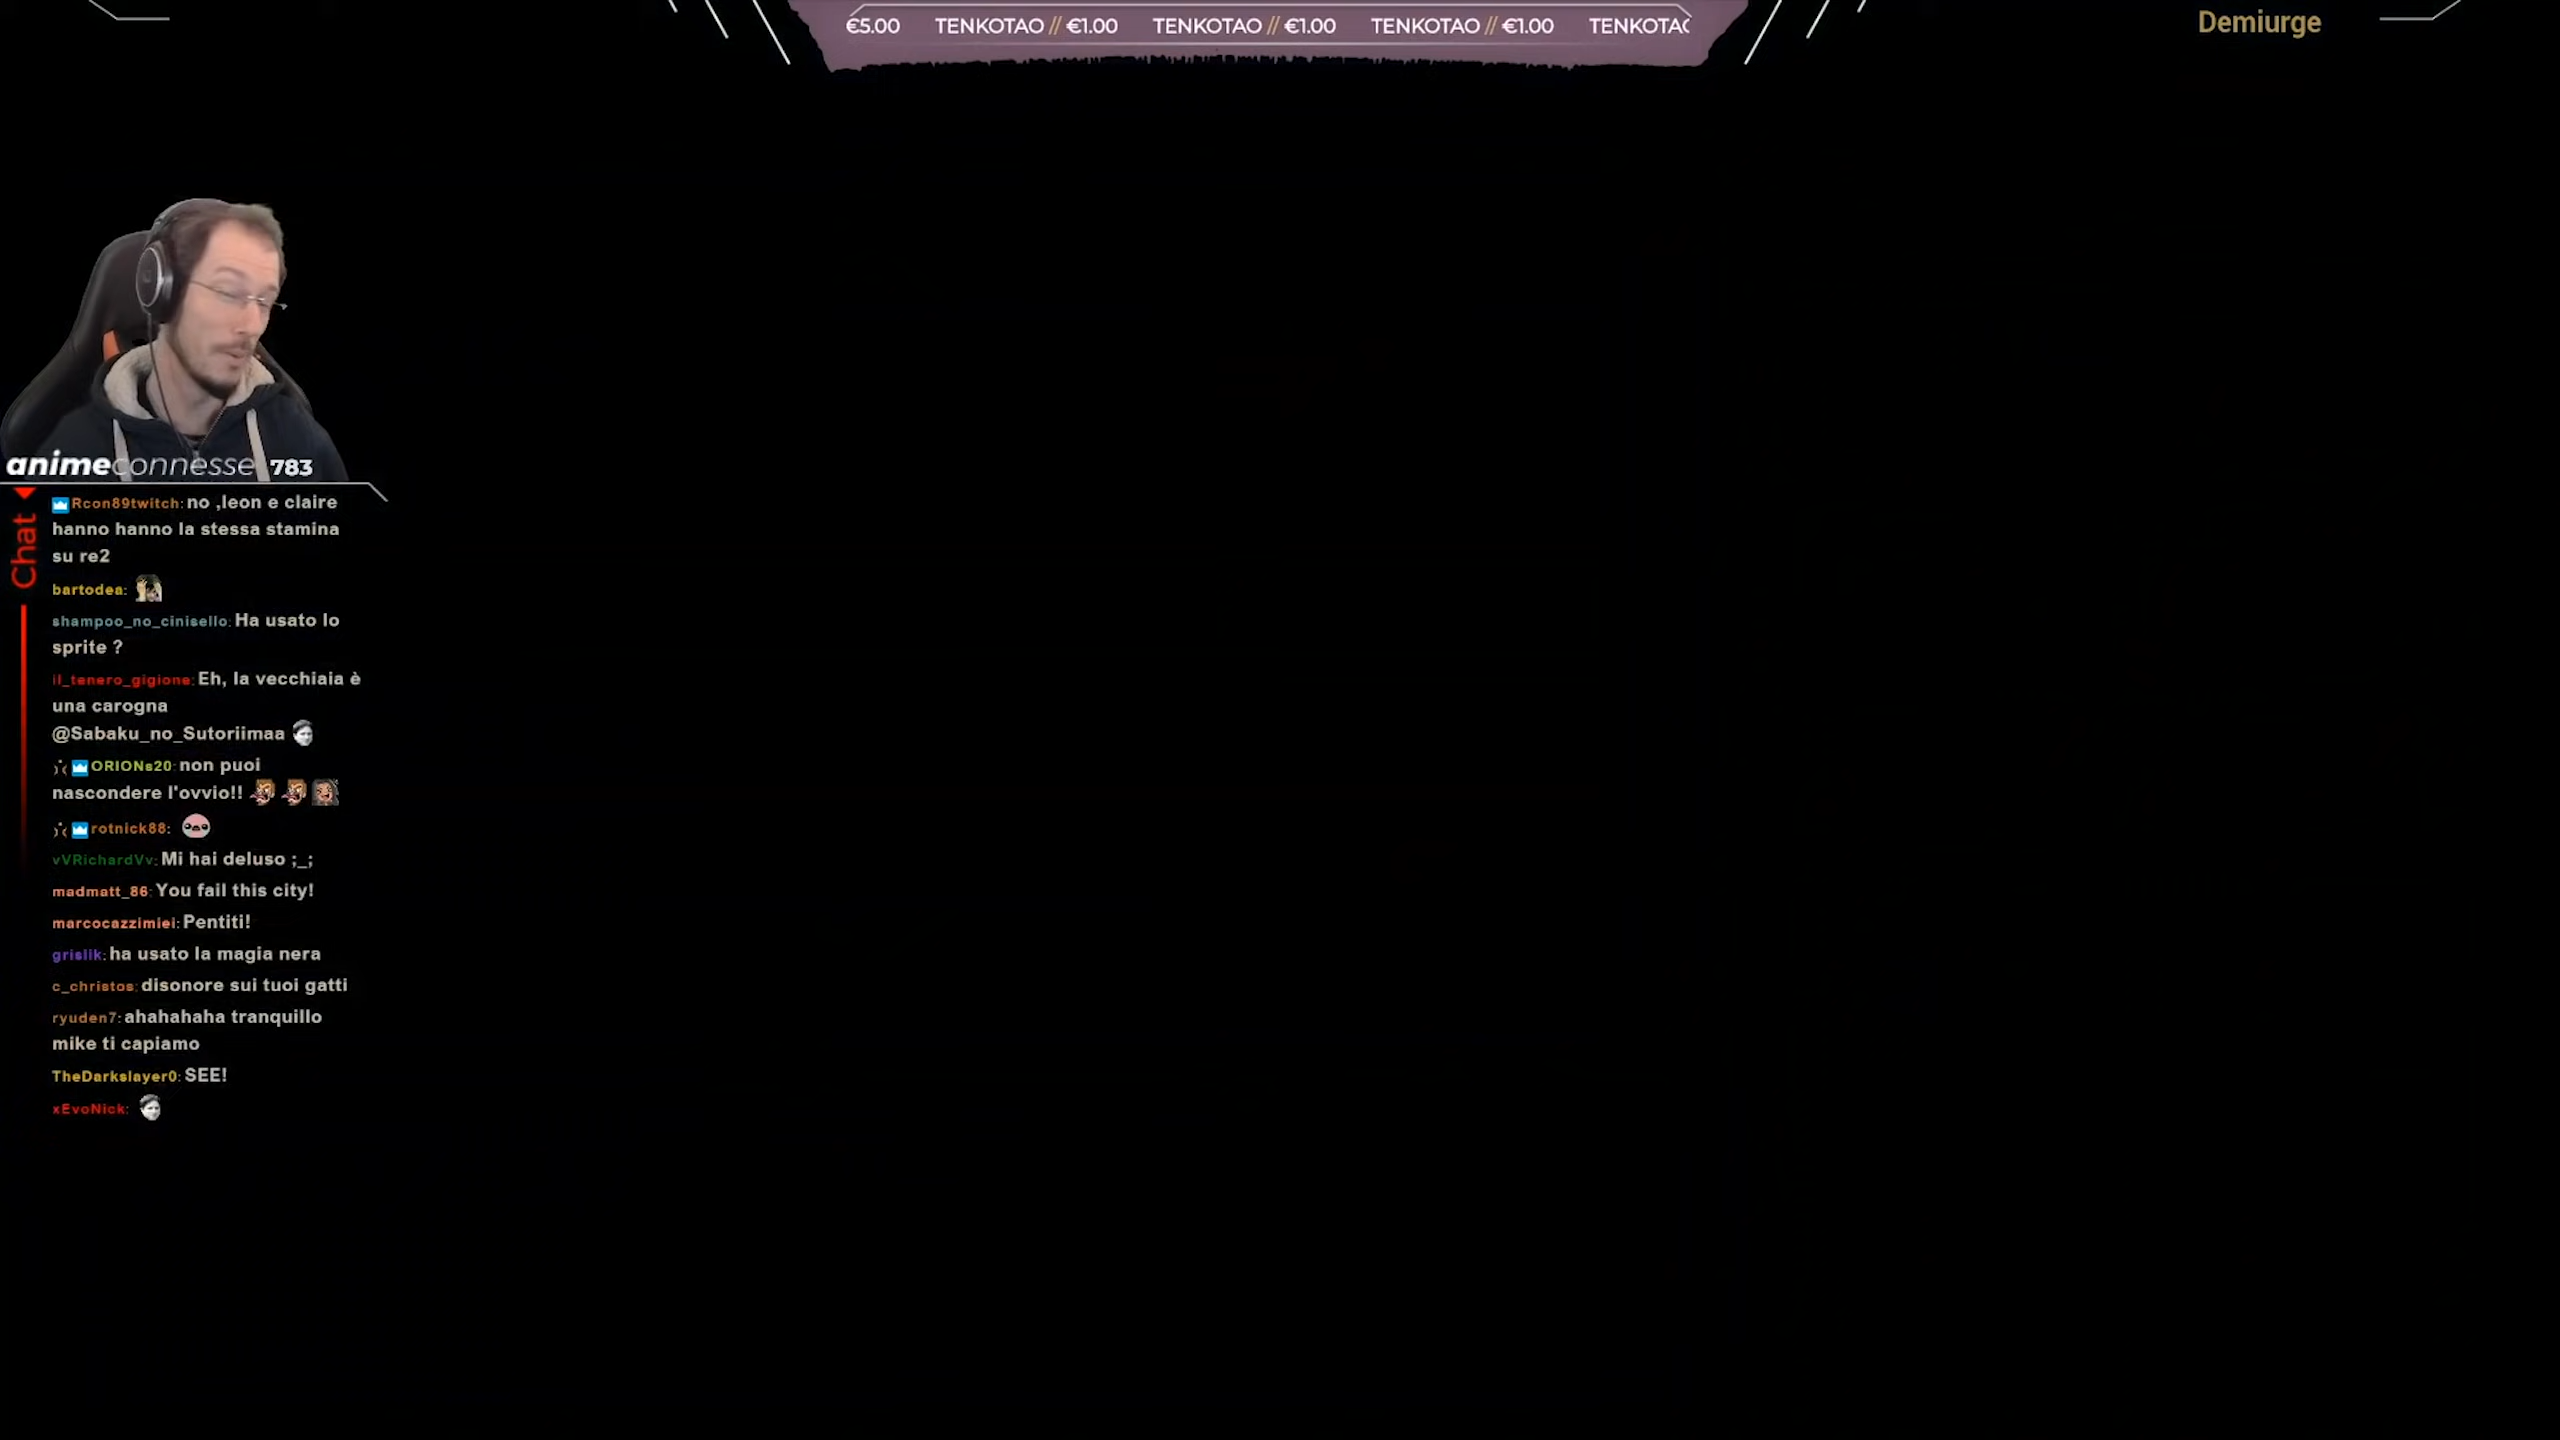 €5.00 TENKOTAO // €1.00 TENKOTAO // €1.00 TENKOTAO // €1.00 TENKOTAO
Demiurge
animeconnesse 783
Chat
Rcon89twitch: no ,leon e claire
hanno hanno la stessa stamina
su re2
bartodea:
shampoo_no_cinisello: Ha usato lo
sprite ?
il_tenero_gigione: Eh, la vecchiaia è
una carogna
@Sabaku_no_Sutoriimaa
ORIONs20: non puoi
nascondere l'ovvio!!
rotnick88:
vVRichardVv: Mi hai deluso ;_;
madmatt_86: You fail this city!
marcocazzimiei: Pentiti!
grislik: ha usato la magia nera
c_christos: disonore sui tuoi gatti
ryuden7: ahahahaha tranquillo
mike ti capiamo
TheDarkslayer0: SEE!
xEvoNick: